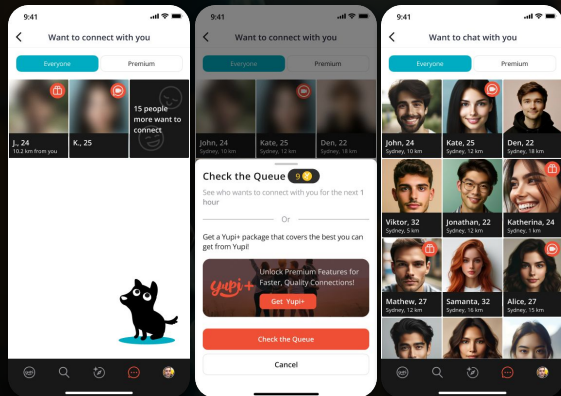 9:41
Want to connect with you
Everyone
Premium
J., 24
10.2 km from you
K., 25
15 people
more want to
connect
9:41
Want to connect with you
Everyone
Premium
John, 24
Sydney, 10 km
Kate, 25
Sydney, 12 km
Den, 22
Sydney, 18 km
Check the Queue 9
See who wants to connect with you for the next 1
hour
Or
Get a Yupi+ package that covers the best you can
get from Yupi!
yupi+
Unlock Premium Features for
Faster, Quality Connections!
Get Yupi+
Check the Queue
Cancel
9:41
Want to chat with you
Everyone
Premium
John, 24
Sydney, 10 km
Kate, 25
Sydney, 12 km
Den, 22
Sydney, 18 km
Viktor, 32
Sydney, 5 km
Jonathan, 22
Sydney, 12 km
Katherina, 24
Sydney, 1 km
Mathew, 27
Sydney, 12 km
Samanta, 32
Sydney, 16 km
Alice, 27
Sydney, 15 km